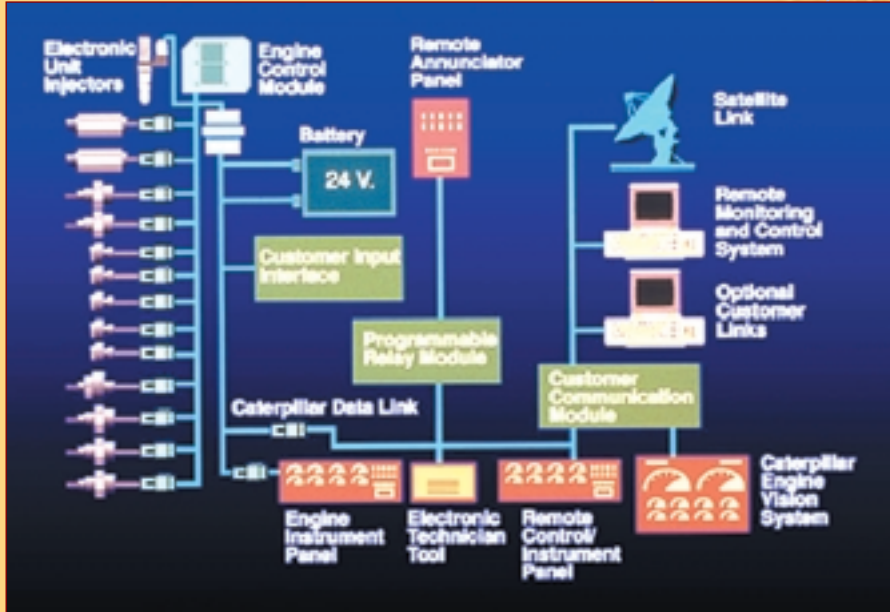 Electronic
Unit
Injectors
Engine
Control
Module
Remote
Annunciator
Panel
Satellite
Link
Battery
24 V.
Remote
Monitoring
and Control
System
Customer Input
Interface
Optional
Customer
Links
Programmable
Relay Module
Customer
Communication
Module
Caterpillar Data Link
Engine
Instrument
Panel
Electronic
Technician
Tool
Remote
Control/
Instrument
Panel
Caterpillar
Engine
Vision
System